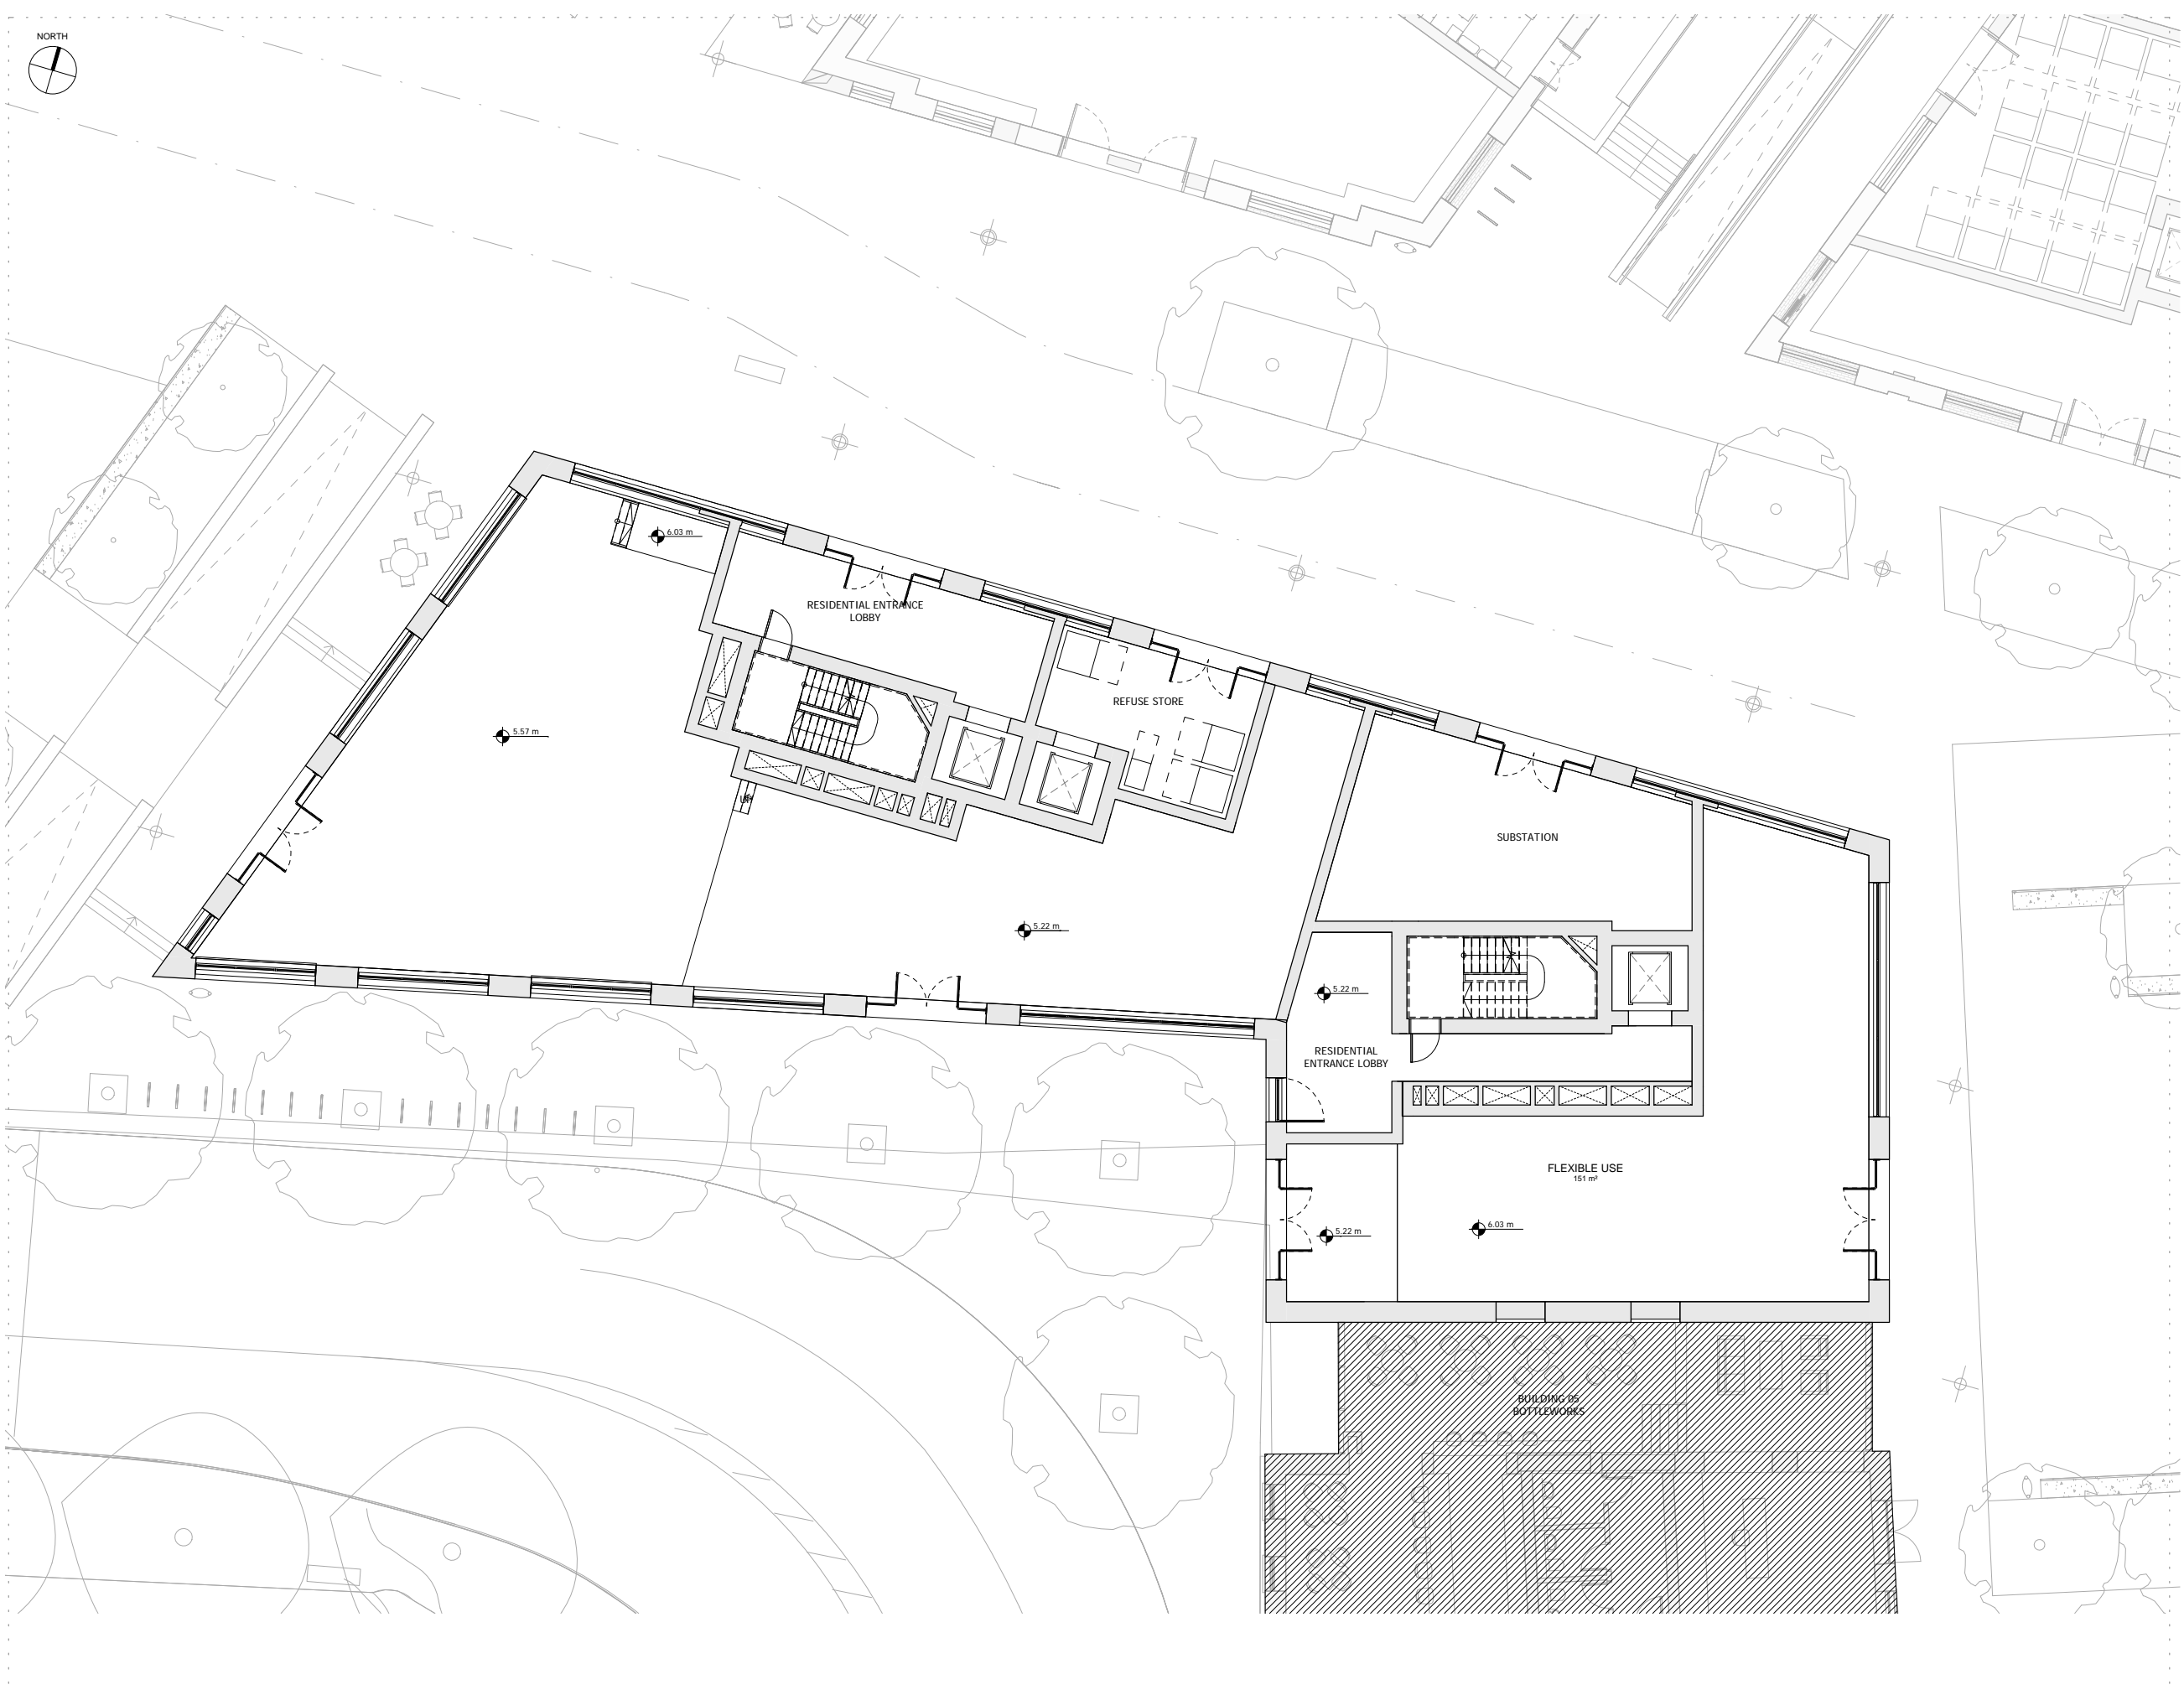 NORTH
6.03 m
RESIDENTIAL ENTRANCE
LOBBY
REFUSE STORE
5.57 m
UP
SUBSTATION
5.22 m
5.22 m
RESIDENTIAL
ENTRANCE LOBBY
FLEXIBLE USE
151 m²
5.22 m
6.03 m
BUILDING 05
BOTTLEWORKS